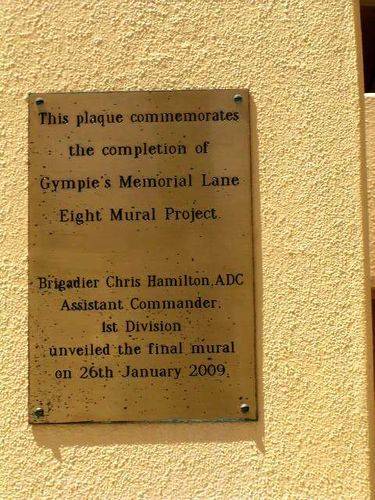 This plaque commemorates
the completion of
Gympie's Memorial Lane
Eight Mural Project.
Brigadier Chris Hamilton, ADC
Assistant Commander.
1st Division
unveiled the final mural
on 26th January 2009.